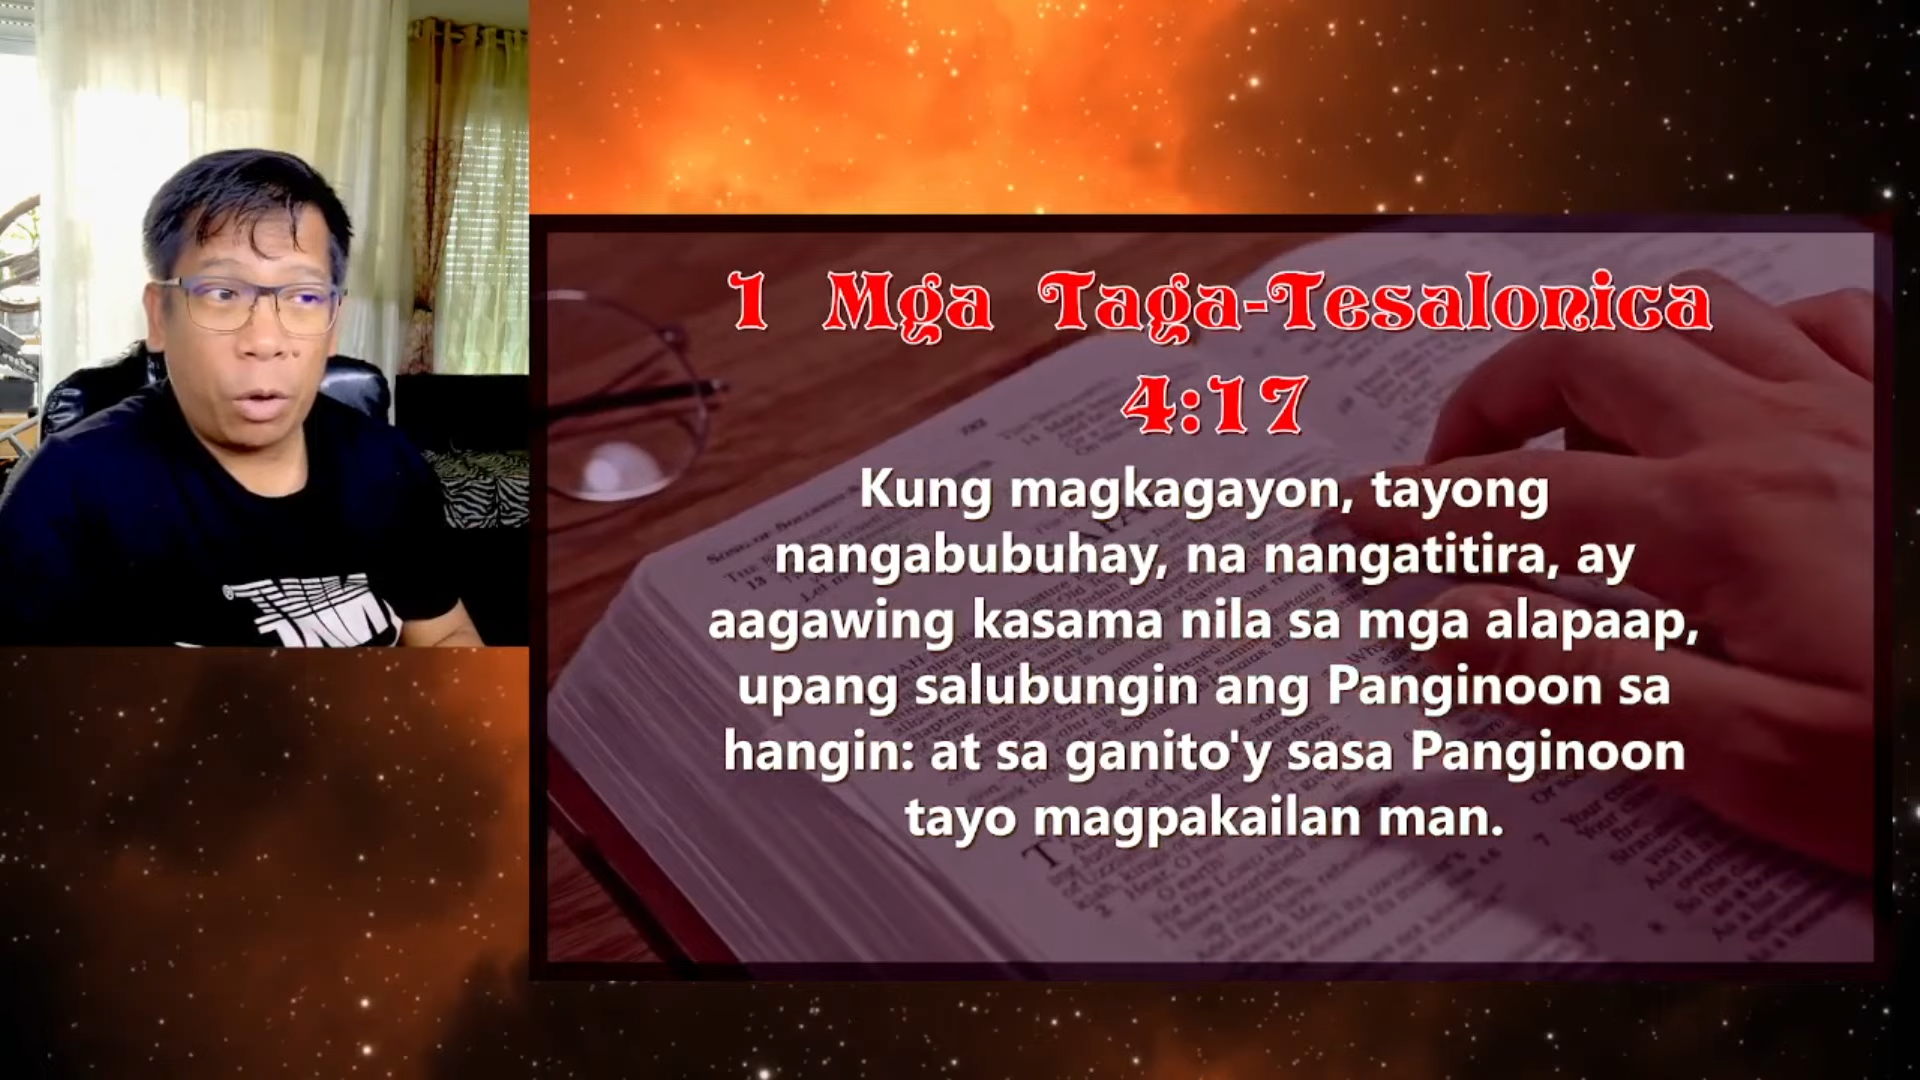 1 Mga Taga-Tesalonica
4:17
Kung magkagayon, tayong
nangabubuhay, na nangatitira, ay
aagawing kasama nila sa mga alapaap,
upang salubungin ang Panginoon sa
hangin: at sa ganito'y sasa Panginoon
tayo magpakailan man.